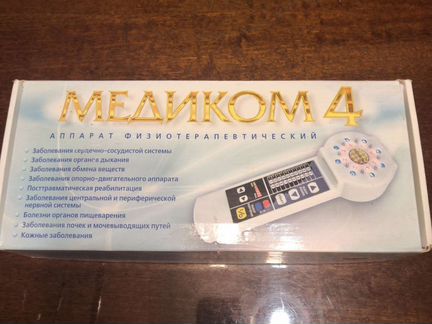 МЕДИКОМ 4
АППАРАТ ФИЗИОТЕРАПЕВТИЧЕСКИЙ
Заболевания сердечно-сосудистой системы
Заболевания органов дыхания
Заболевания обмена веществ
Заболевания опорно-двигательного аппарата
Посттравматическая реабилитация
Заболевания центральной и периферической
нервной системы
Болезни органов пищеварения
Заболевания почек и мочевыводящих путей
Кожные заболевания